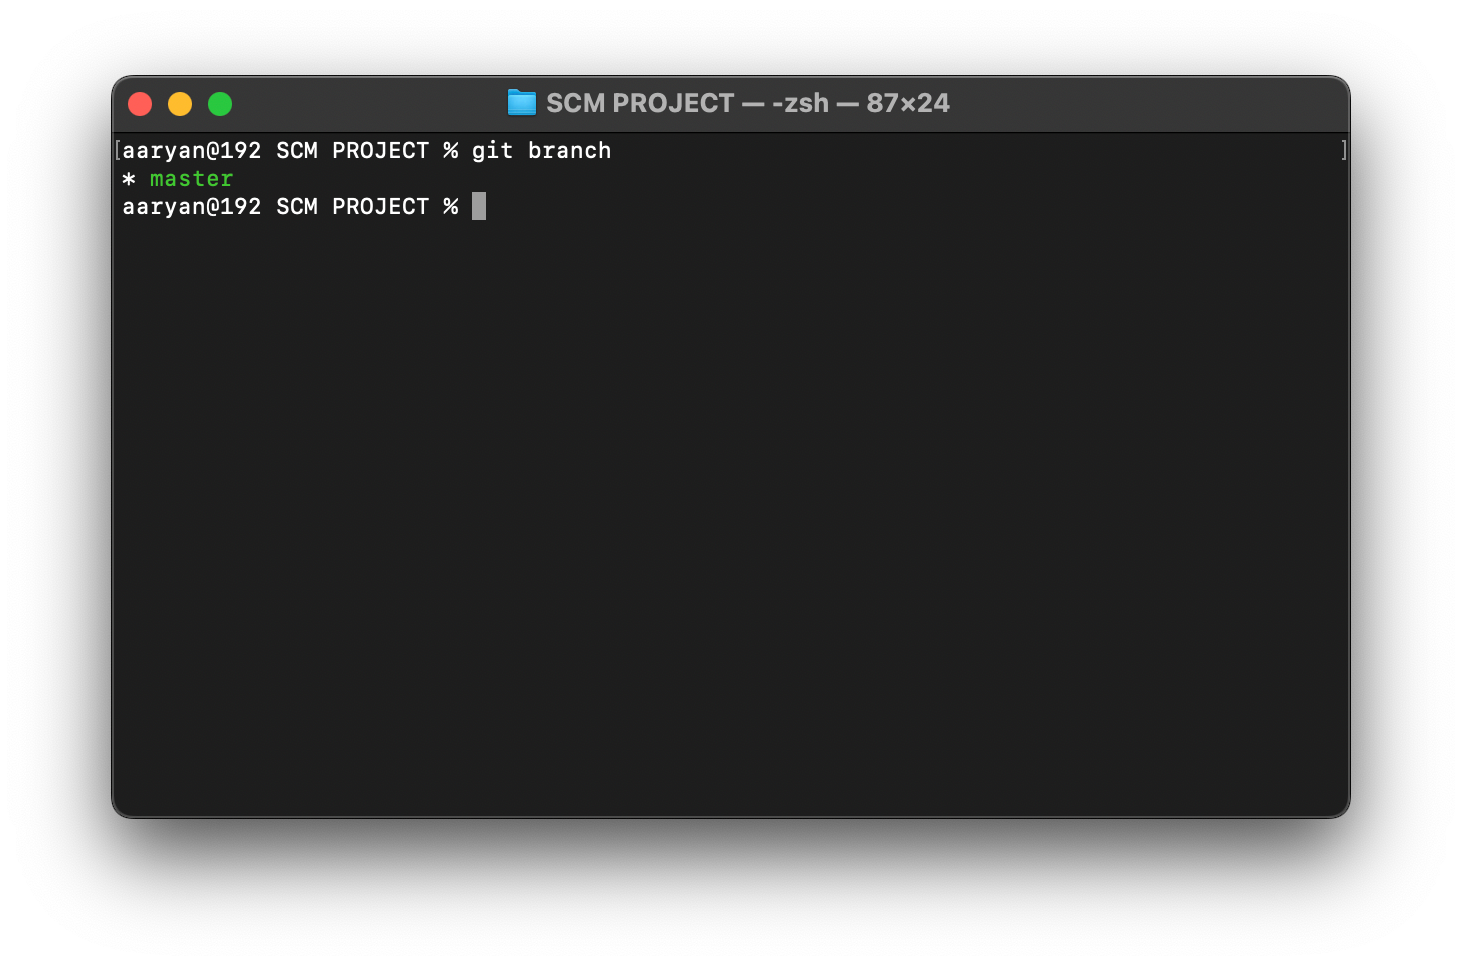 SCM PROJECT — -zsh — 87×24
[aaryan@192 SCM PROJECT % git branch ]
* master
aaryan@192 SCM PROJECT %